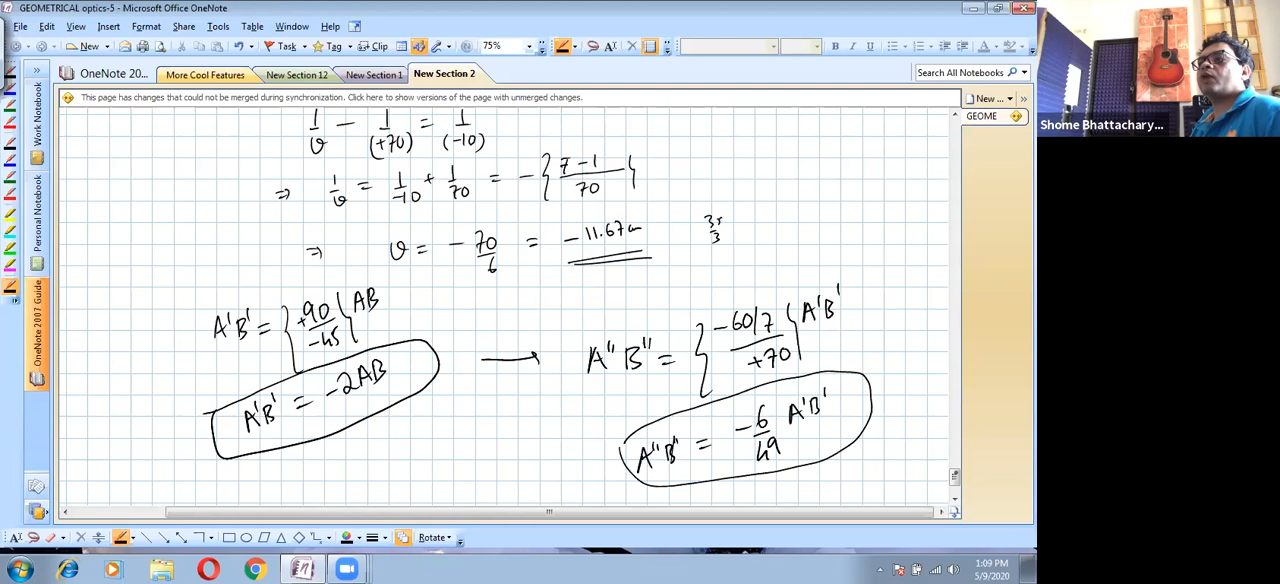 GEOMETRICAL optics-5 - Microsoft Office OneNote
File Edit View Insert Format Share Tools Table Window Help
New Task Tag Clip 75% B I U A
OneNote 20... More Cool Features New Section 12 New Section 1 New Section 2 Search All Notebooks
This page has changes that could not be merged during synchronization. Click here to show versions of the page with unmerged changes.
New ...
GEOME
Shome Bhattachary...
Work Notebook
Personal Notebook
OneNote 2007 Guide
1/v - 1/(+70) = 1/(-10)
⇒ 1/v = 1/-10 + 1/70 = -{7-1/70}
⇒ v = -70/6 = -11.67cm
A'B' = {+90/-45} AB
A'B' = -2AB
A"B" = {-60/7/+70} A'B'
A"B" = -6/49 A'B'
Rotate
1:09 PM
5/9/2020